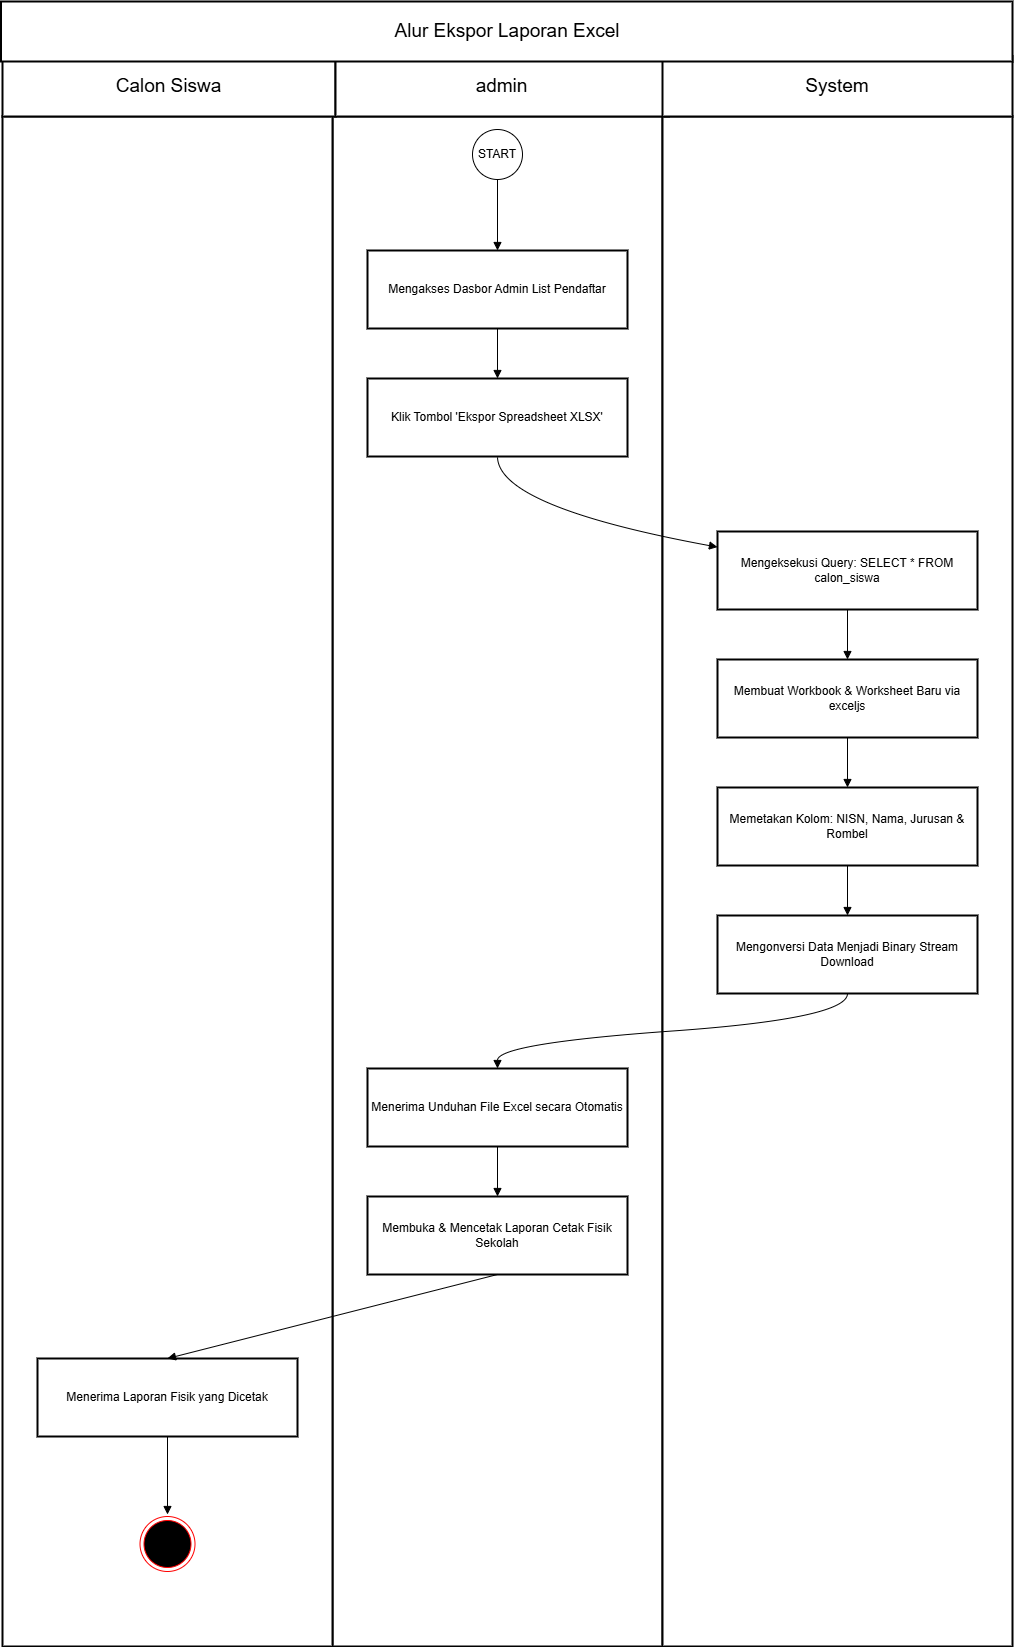 Alur Ekspor Laporan Excel
Calon Siswa
admin
System
START
Mengakses Dasbor Admin List Pendaftar
Klik Tombol 'Ekspor Spreadsheet XLSX'
Mengeksekusi Query: SELECT * FROM
calon_siswa
Membuat Workbook & Worksheet Baru via
exceljs
Memetakan Kolom: NISN, Nama, Jurusan &
Rombel
Mengonversi Data Menjadi Binary Stream
Download
Menerima Unduhan File Excel secara Otomatis
Membuka & Mencetak Laporan Cetak Fisik
Sekolah
Menerima Laporan Fisik yang Dicetak